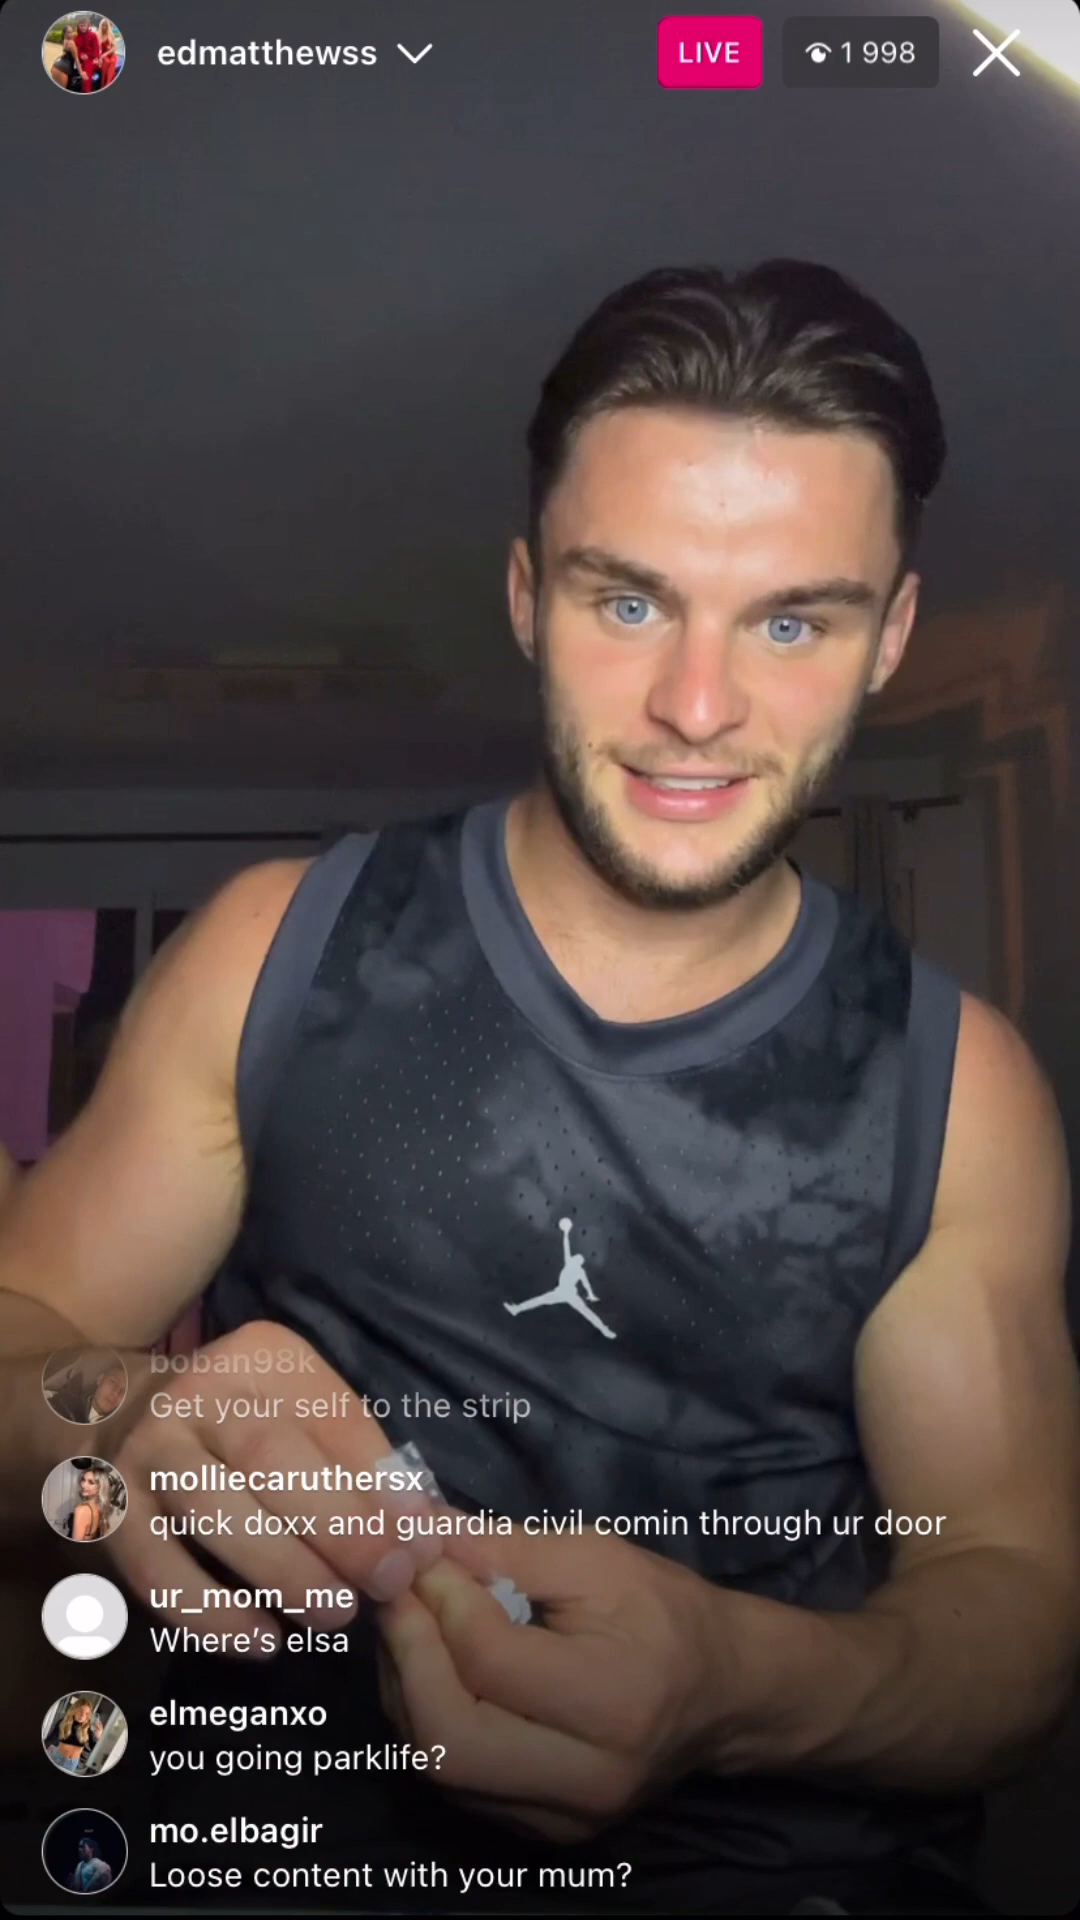 edmatthewss
LIVE
1 998
boban98k
Get your self to the strip
molliecaruthersx
quick doxx and guardia civil comin through ur door
ur_mom_me
Where’s elsa
elmeganxo
you going parklife?
mo.elbagir
Loose content with your mum?